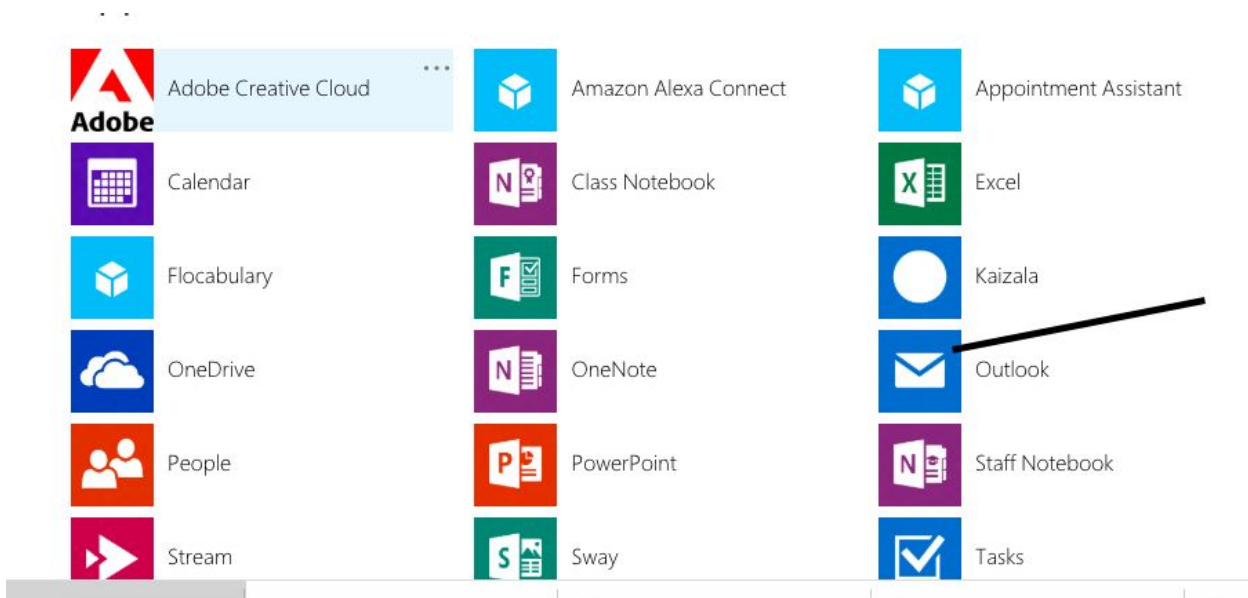 Adobe Creative Cloud
Amazon Alexa Connect
Appointment Assistant
Adobe
Calendar
N
Class Notebook
X
Excel
Flocabulary
F
Forms
Kaizala
OneDrive
N
OneNote
Outlook
People
P
PowerPoint
N
Staff Notebook
Stream
S
Sway
Tasks